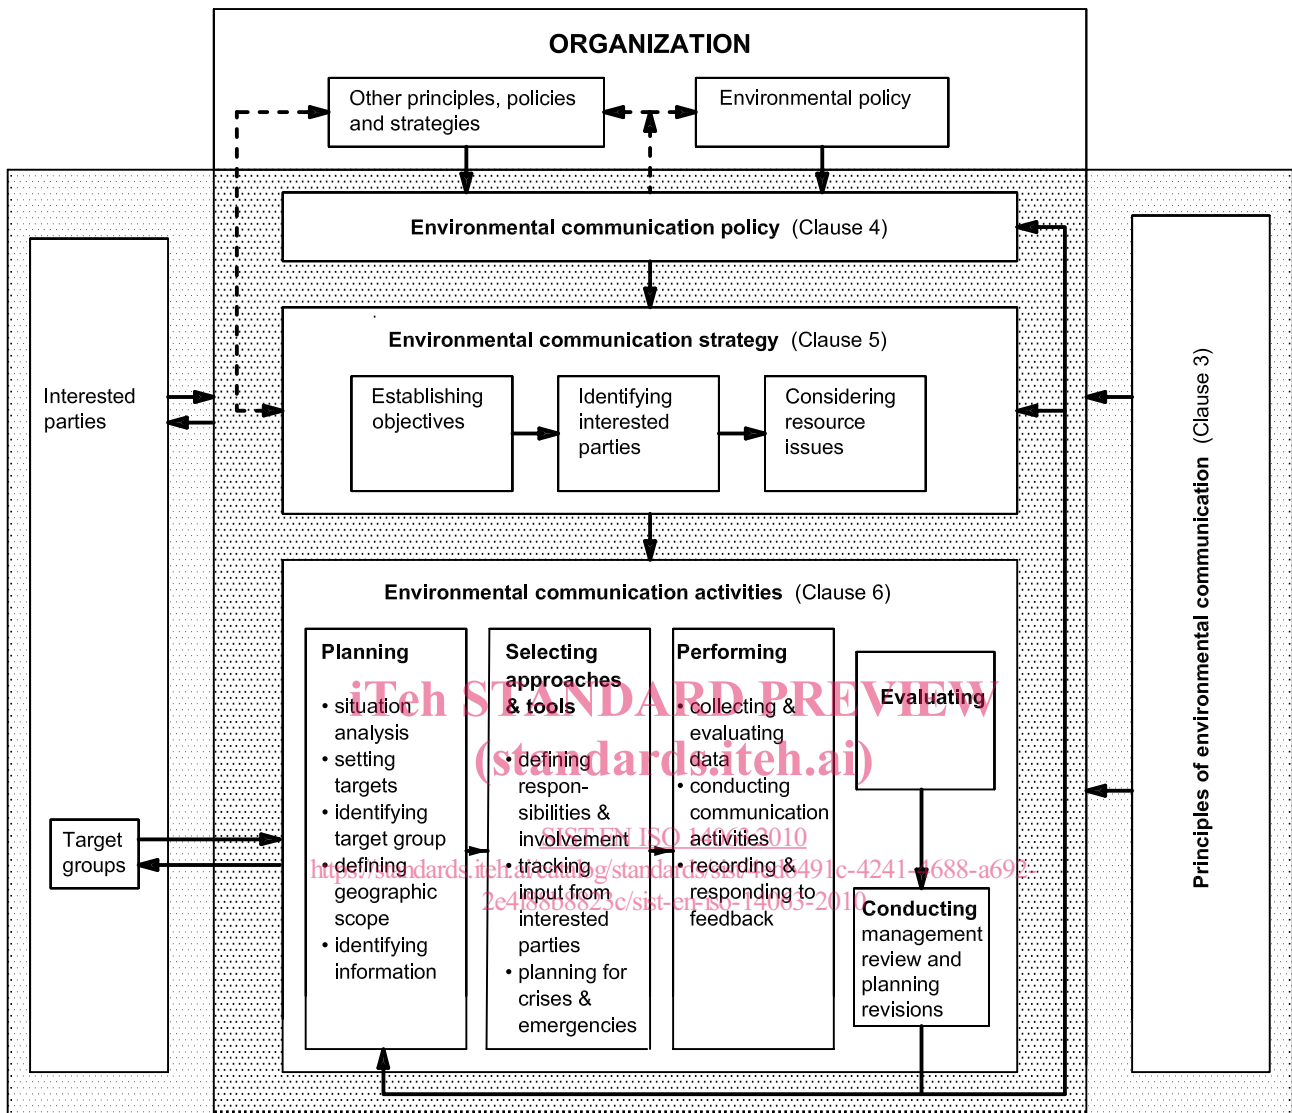 ORGANIZATION
Other principles, policies
and strategies
Environmental policy
Environmental communication policy (Clause 4)
Environmental communication strategy (Clause 5)
Establishing
objectives
Identifying
interested
parties
Considering
resource
issues
Interested
parties
Target
groups
Principles of environmental communication (Clause 3)
Environmental communication activities (Clause 6)
Planning
• situation
analysis
• setting
targets
• identifying
target group
• defining
geographic
scope
• identifying
information
Selecting
approaches
& tools
• defining
respon-
sibilities &
involvement
• tracking
input from
interested
parties
• planning for
crises &
emergencies
Performing
• collecting &
evaluating
data
• conducting
communication
activities
• recording &
responding to
feedback
Evaluating
Conducting
management
review and
planning
revisions
iTeh STANDARD PREVIEW
(standards.iteh.ai)
SIST EN ISO 14063:2010